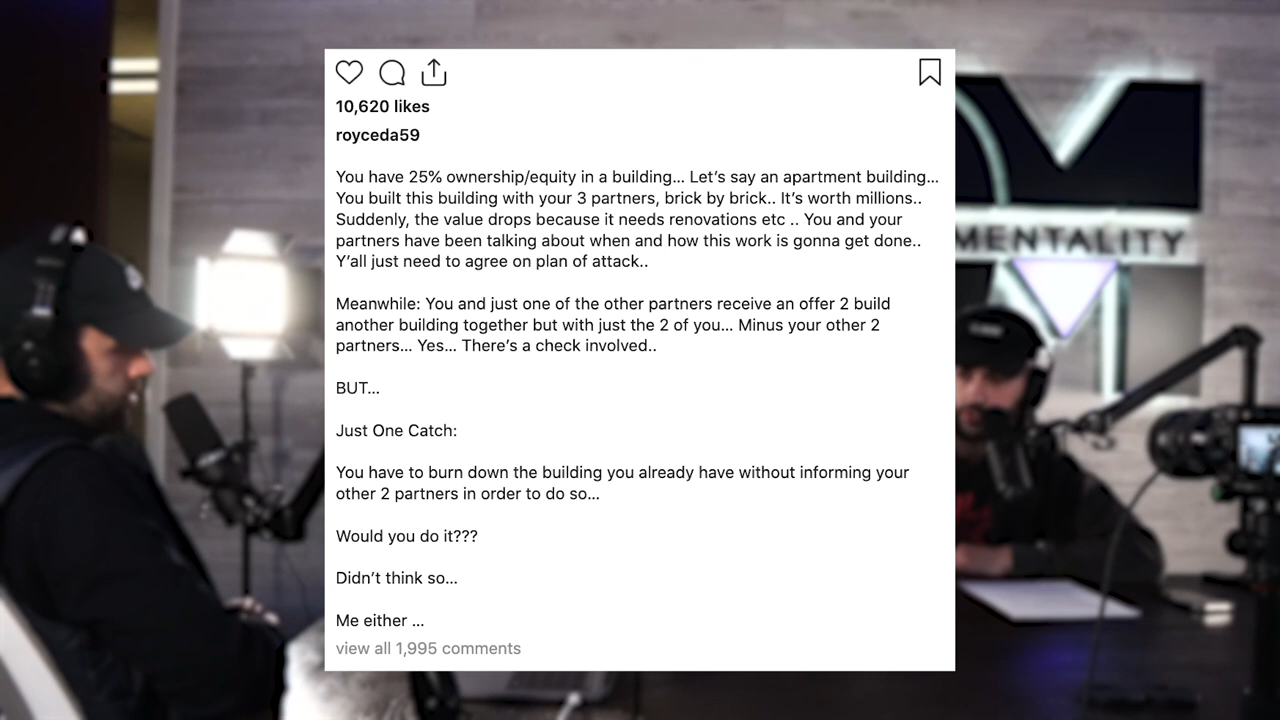 10,620 likes
royceda59
You have 25% ownership/equity in a building... Let’s say an apartment building...
You built this building with your 3 partners, brick by brick.. It’s worth millions..
Suddenly, the value drops because it needs renovations etc .. You and your
partners have been talking about when and how this work is gonna get done..
Y’all just need to agree on plan of attack..
Meanwhile: You and just one of the other partners receive an offer 2 build
another building together but with just the 2 of you... Minus your other 2
partners... Yes... There’s a check involved..
BUT...
Just One Catch:
You have to burn down the building you already have without informing your
other 2 partners in order to do so...
Would you do it???
Didn’t think so...
Me either ...
view all 1,995 comments
MENTALITY